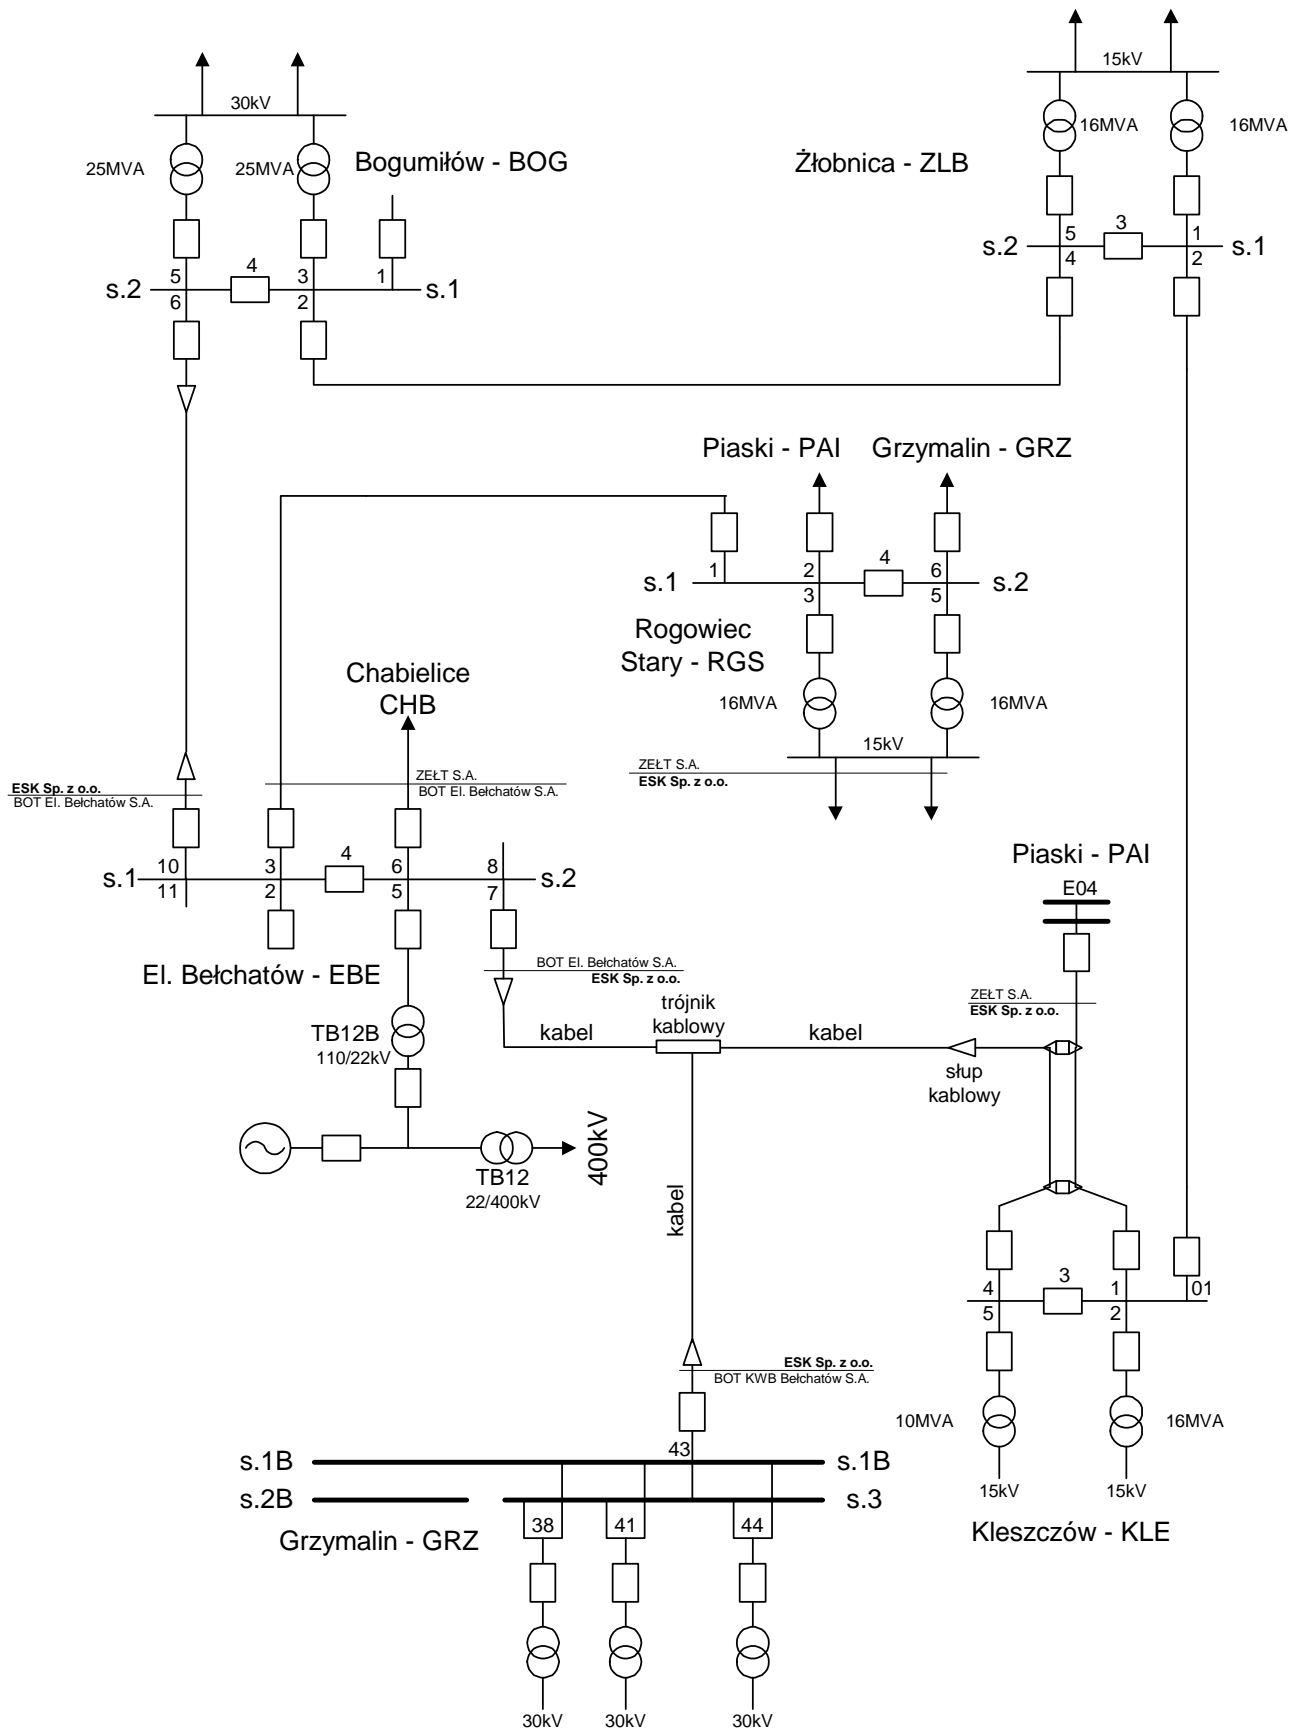 15kV
30kV
16MVA
16MVA
Bogumiłów - BOG
Żłobnica - ZLB
25MVA
25MVA
3
s.2
5
4
1
2
s.1
4
s.2
5
6
3
2
1
s.1
Piaski - PAI
Grzymalin - GRZ
4
s.1
1
2
3
6
5
s.2
Rogowiec
Stary - RGS
16MVA
16MVA
15kV
Chabielice
CHB
ZEŁT S.A.
ESK Sp. z o.o.
ZEŁT S.A.
BOT El. Bełchatów S.A.
ESK Sp. z o.o.
BOT El. Bełchatów S.A.
4
s.1
10
11
3
2
6
5
8
7
s.2
Piaski - PAI
E04
El. Bełchatów - EBE
BOT El. Bełchatów S.A.
ESK Sp. z o.o.
ZEŁT S.A.
ESK Sp. z o.o.
trójnik
kablowy
kabel
kabel
słup
kablowy
TB12B
110/22kV
400kV
TB12
22/400kV
kabel
3
4
5
1
2
01
ESK Sp. z o.o.
BOT KWB Bełchatów S.A.
10MVA
16MVA
43
s.1B
s.1B
s.2B
s.3
15kV
15kV
38
41
44
Grzymalin - GRZ
Kleszczów - KLE
30kV
30kV
30kV